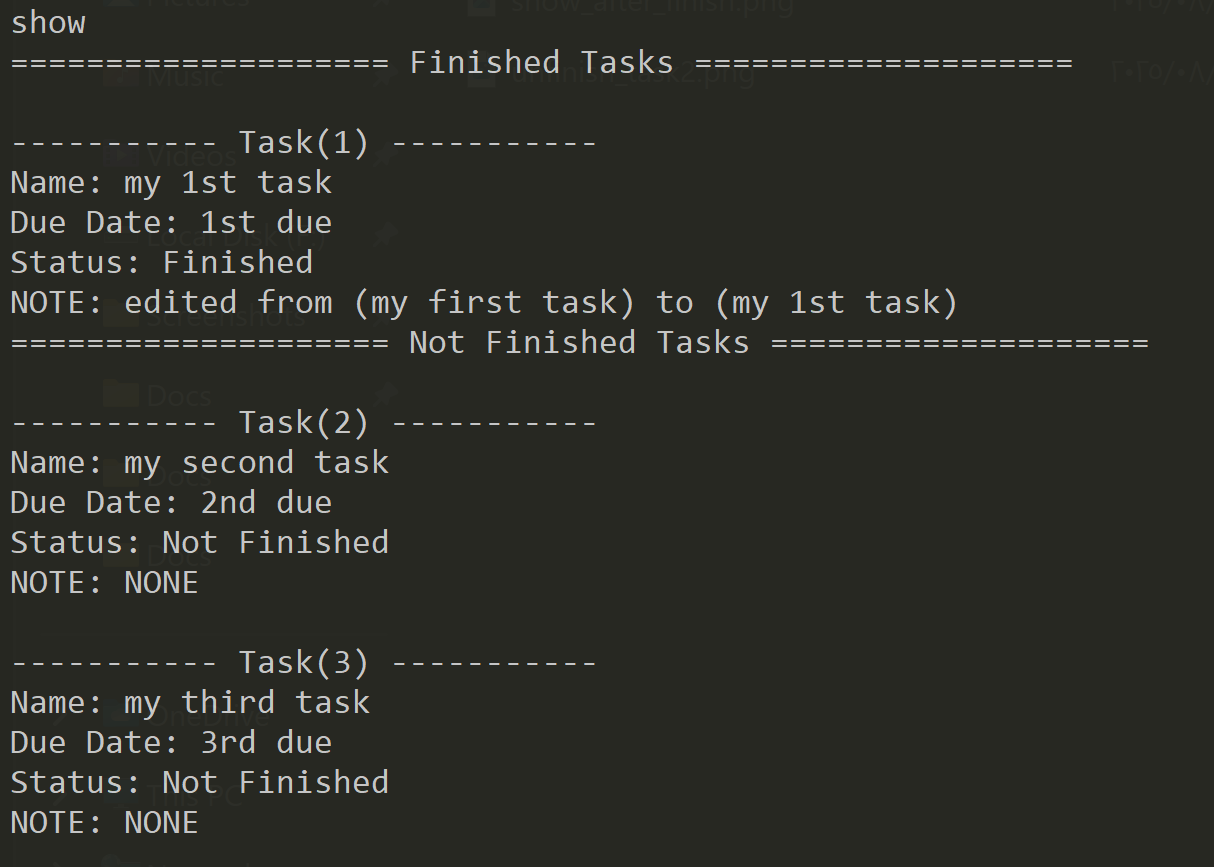 show
==================== Finished Tasks ====================
----------- Task(1) -----------
Name: my 1st task
Due Date: 1st due
Status: Finished
NOTE: edited from (my first task) to (my 1st task)
==================== Not Finished Tasks ====================
----------- Task(2) -----------
Name: my second task
Due Date: 2nd due
Status: Not Finished
NOTE: NONE
----------- Task(3) -----------
Name: my third task
Due Date: 3rd due
Status: Not Finished
NOTE: NONE